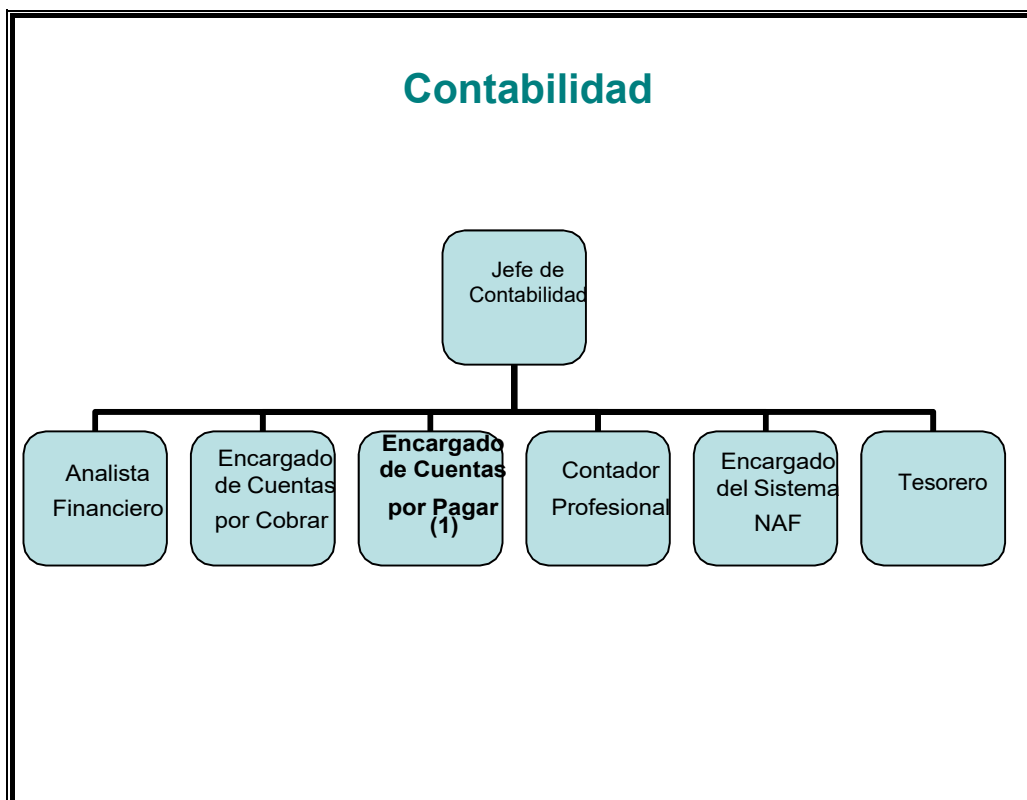 Contabilidad
Jefe de
Contabilidad
Analista
Financiero
Encargado
de Cuentas
por Cobrar
Encargado
de Cuentas
por Pagar
(1)
Contador
Profesional
Encargado
del Sistema
NAF
Tesorero